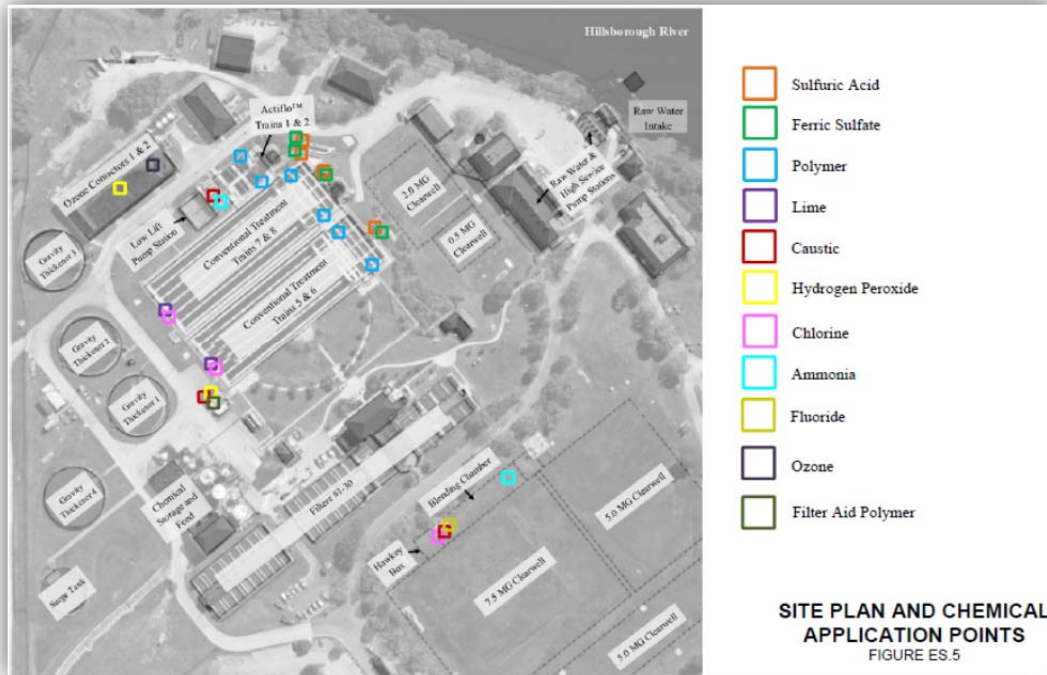 Hillsborough River
Actiflo™
Trains 1 & 2
Raw Water
Intake
Ozone Contactors 1 & 2
Raw Water &
High Service
Pump Stations
2.0 MG
Clearwell
0.5 MG
Clearwell
Low Lift
Pump Station
Conventional Treatment
Trains 7 & 8
Conventional Treatment
Trains 5 & 6
Gravity
Thickener 3
Gravity
Thickener 2
Gravity
Thickener 1
Gravity
Thickener 4
Chemical
Storage and
Feed
Filters #1-30
Blending Chamber
Hawkey
Box
5.0 MG Clearwell
7.5 MG Clearwell
5.0 MG Clearwell
Surge Tank
Sulfuric Acid
Ferric Sulfate
Polymer
Lime
Caustic
Hydrogen Peroxide
Chlorine
Ammonia
Fluoride
Ozone
Filter Aid Polymer
SITE PLAN AND CHEMICAL
APPLICATION POINTS
FIGURE ES.5